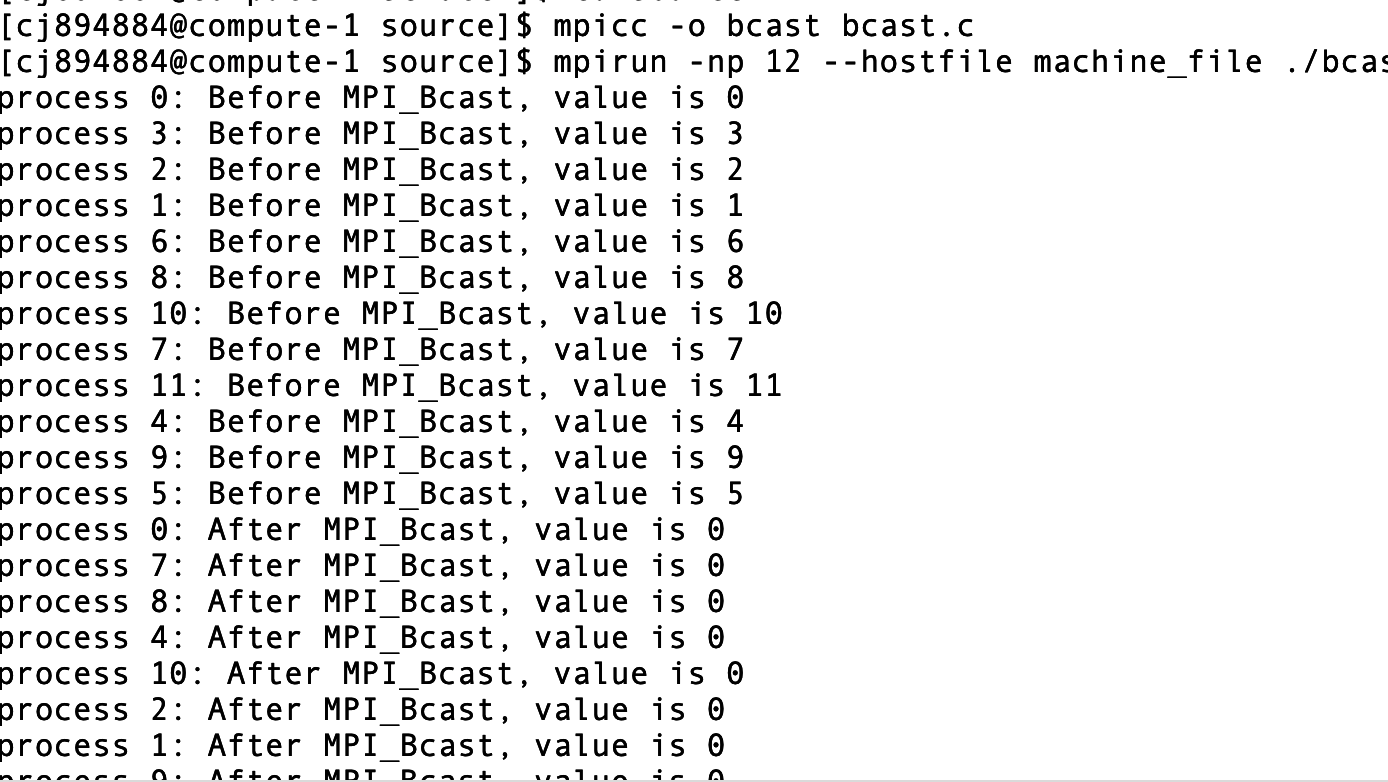 [cj894884@compute-1 source]$ mpicc -o bcast bcast.c
[cj894884@compute-1 source]$ mpirun -np 12 --hostfile machine_file ./bcas
process 0: Before MPI_Bcast, value is 0
process 3: Before MPI_Bcast, value is 3
process 2: Before MPI_Bcast, value is 2
process 1: Before MPI_Bcast, value is 1
process 6: Before MPI_Bcast, value is 6
process 8: Before MPI_Bcast, value is 8
process 10: Before MPI_Bcast, value is 10
process 7: Before MPI_Bcast, value is 7
process 11: Before MPI_Bcast, value is 11
process 4: Before MPI_Bcast, value is 4
process 9: Before MPI_Bcast, value is 9
process 5: Before MPI_Bcast, value is 5
process 0: After MPI_Bcast, value is 0
process 7: After MPI_Bcast, value is 0
process 8: After MPI_Bcast, value is 0
process 4: After MPI_Bcast, value is 0
process 10: After MPI_Bcast, value is 0
process 2: After MPI_Bcast, value is 0
process 1: After MPI_Bcast, value is 0
process 9: After MPI_Bcast, value is 0